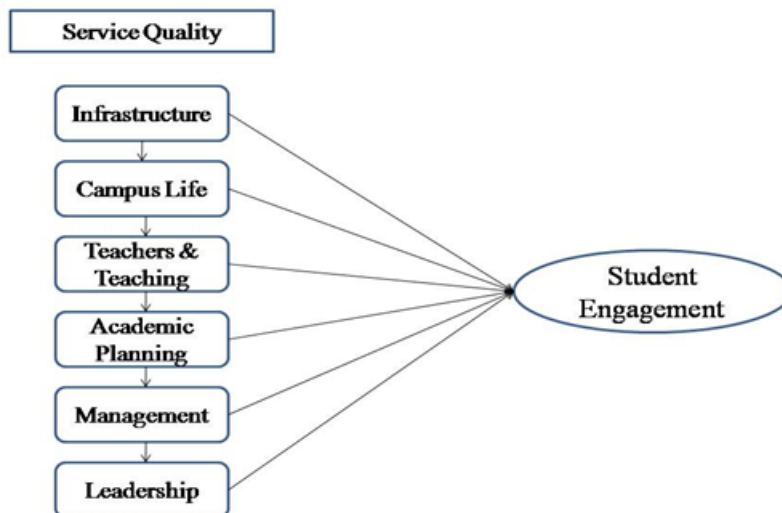 Service Quality
Infrastructure
Campus Life
Teachers &
Teaching
Academic
Planning
Management
Leadership
Student
Engagement